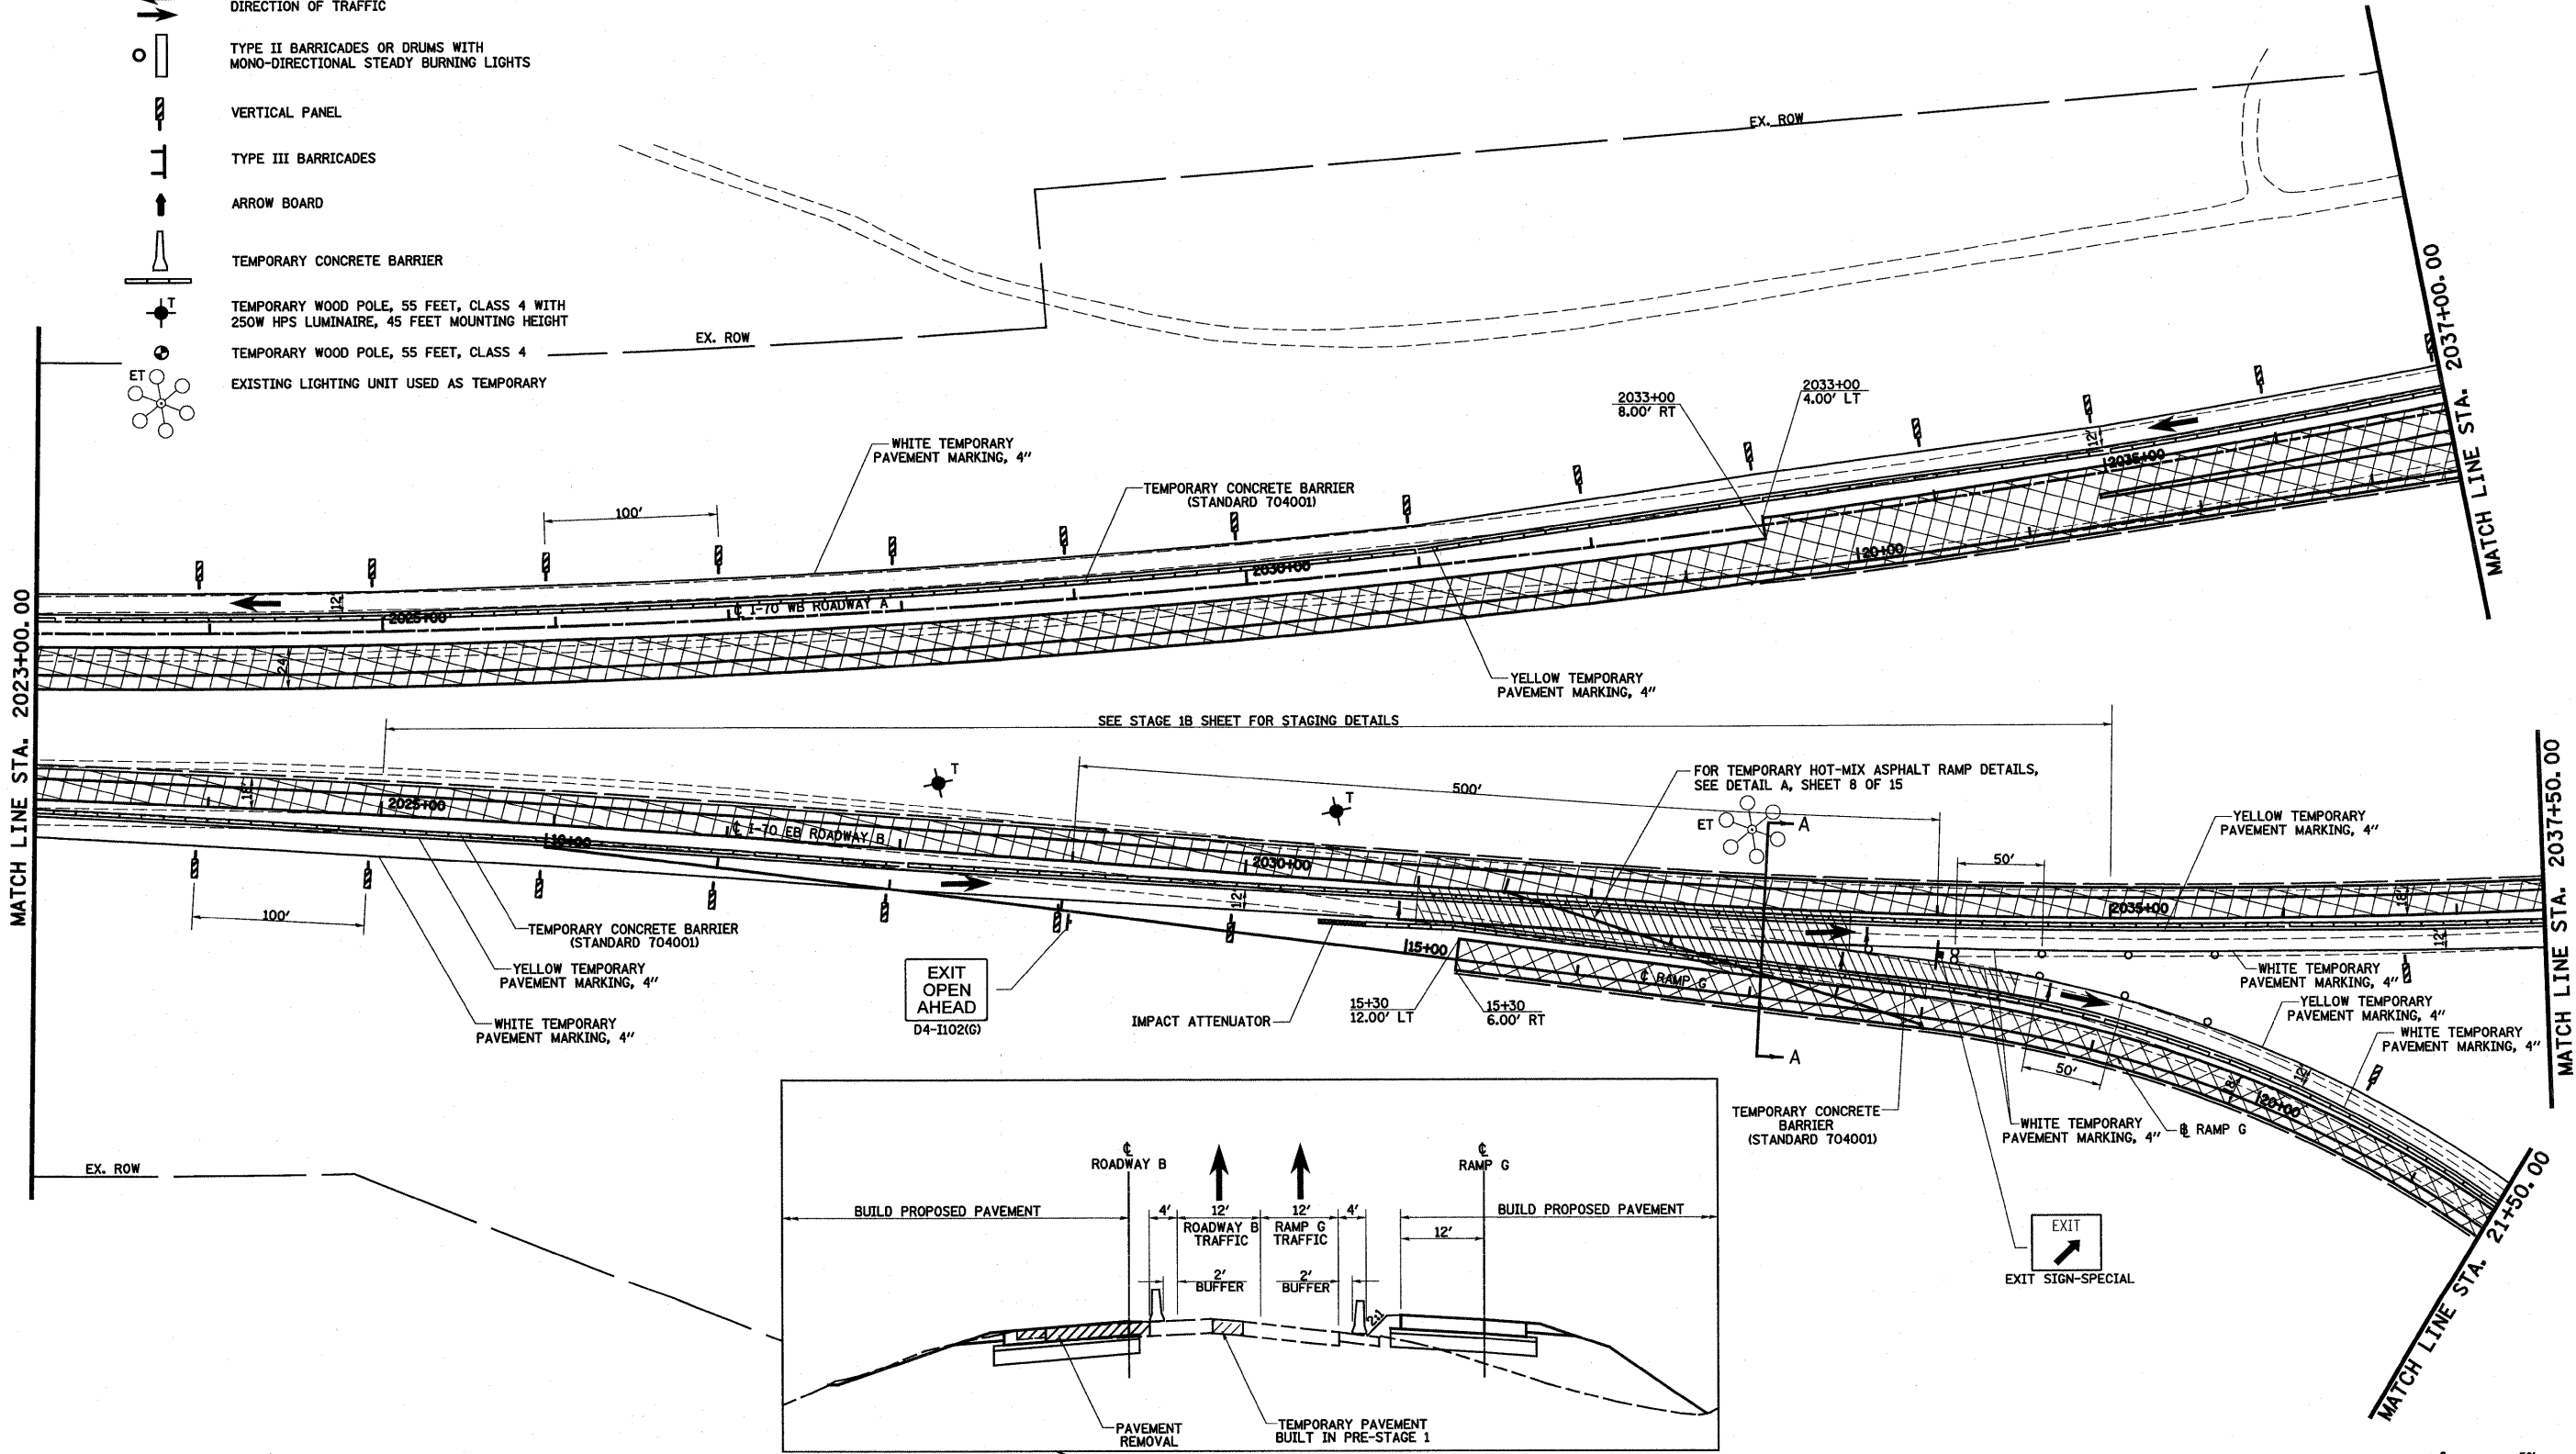 DIRECTION OF TRAFFIC
TYPE II BARRICADES OR DRUMS WITH
MONO-DIRECTIONAL STEADY BURNING LIGHTS
VERTICAL PANEL
TYPE III BARRICADES
ARROW BOARD
TEMPORARY CONCRETE BARRIER
T
TEMPORARY WOOD POLE, 55 FEET, CLASS 4 WITH
250W HPS LUMINAIRE, 45 FEET MOUNTING HEIGHT
TEMPORARY WOOD POLE, 55 FEET, CLASS 4
ET
EXISTING LIGHTING UNIT USED AS TEMPORARY
EX. ROW
EX. ROW
MATCH LINE STA. 2037+00.00
2033+00
8.00' RT
2033+00
4.00' LT
WHITE TEMPORARY
PAVEMENT MARKING, 4"
TEMPORARY CONCRETE BARRIER
(STANDARD 704001)
100'
12'
2035+00
2030+00
20+00
12'
℄ I-70 WB ROADWAY A
2025+00
24'
MATCH LINE STA. 2023+00.00
YELLOW TEMPORARY
PAVEMENT MARKING, 4"
SEE STAGE 1B SHEET FOR STAGING DETAILS
T
T
500'
FOR TEMPORARY HOT-MIX ASPHALT RAMP DETAILS,
SEE DETAIL A, SHEET 8 OF 15
ET
A
50'
YELLOW TEMPORARY
PAVEMENT MARKING, 4"
MATCH LINE STA. 2037+50.00
18'
2025+00
10+00
℄ I-70 EB ROADWAY B
2030+00
12'
2035+00
18'
12'
100'
TEMPORARY CONCRETE BARRIER
(STANDARD 704001)
YELLOW TEMPORARY
PAVEMENT MARKING, 4"
WHITE TEMPORARY
PAVEMENT MARKING, 4"
EXIT
OPEN
AHEAD
D4-I102(G)
IMPACT ATTENUATOR
15+00
15+30
12.00' LT
15+30
6.00' RT
℄ RAMP G
A
WHITE TEMPORARY
PAVEMENT MARKING, 4"
YELLOW TEMPORARY
PAVEMENT MARKING, 4"
WHITE TEMPORARY
PAVEMENT MARKING, 4"
50'
18'
12'
20+00
TEMPORARY CONCRETE
BARRIER
(STANDARD 704001)
WHITE TEMPORARY
PAVEMENT MARKING, 4"
RAMP G
MATCH LINE STA. 21+50.00
EXIT
EXIT SIGN-SPECIAL
EX. ROW
℄
ROADWAY B
℄
RAMP G
BUILD PROPOSED PAVEMENT
4'
12'
12'
4'
BUILD PROPOSED PAVEMENT
ROADWAY B
TRAFFIC
RAMP G
TRAFFIC
12'
2'
BUFFER
2'
BUFFER
2:1
PAVEMENT
REMOVAL
TEMPORARY PAVEMENT
BUILT IN PRE-STAGE 1